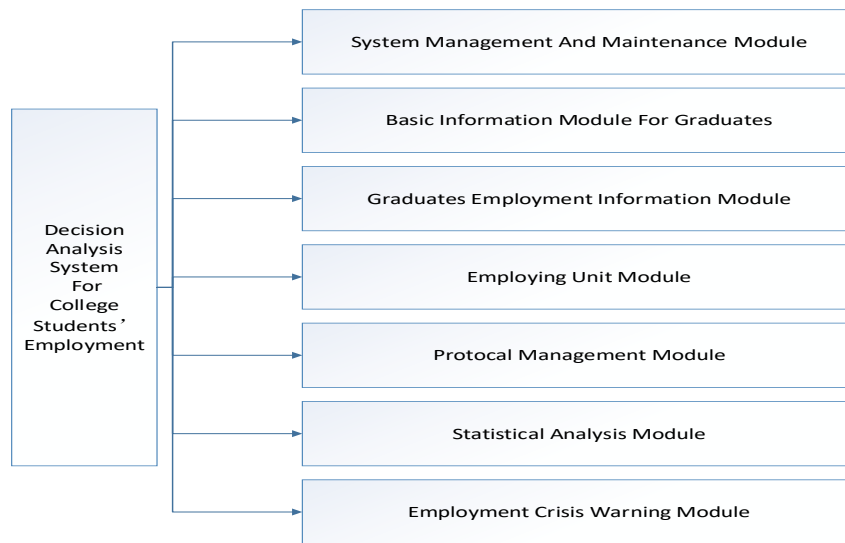 System Management And Maintenance Module
Basic Information Module For Graduates
Graduates Employment Information Module
Decision
Analysis
System
For
College
Students’
Employment
Employing Unit Module
Protocal Management Module
Statistical Analysis Module
Employment Crisis Warning Module